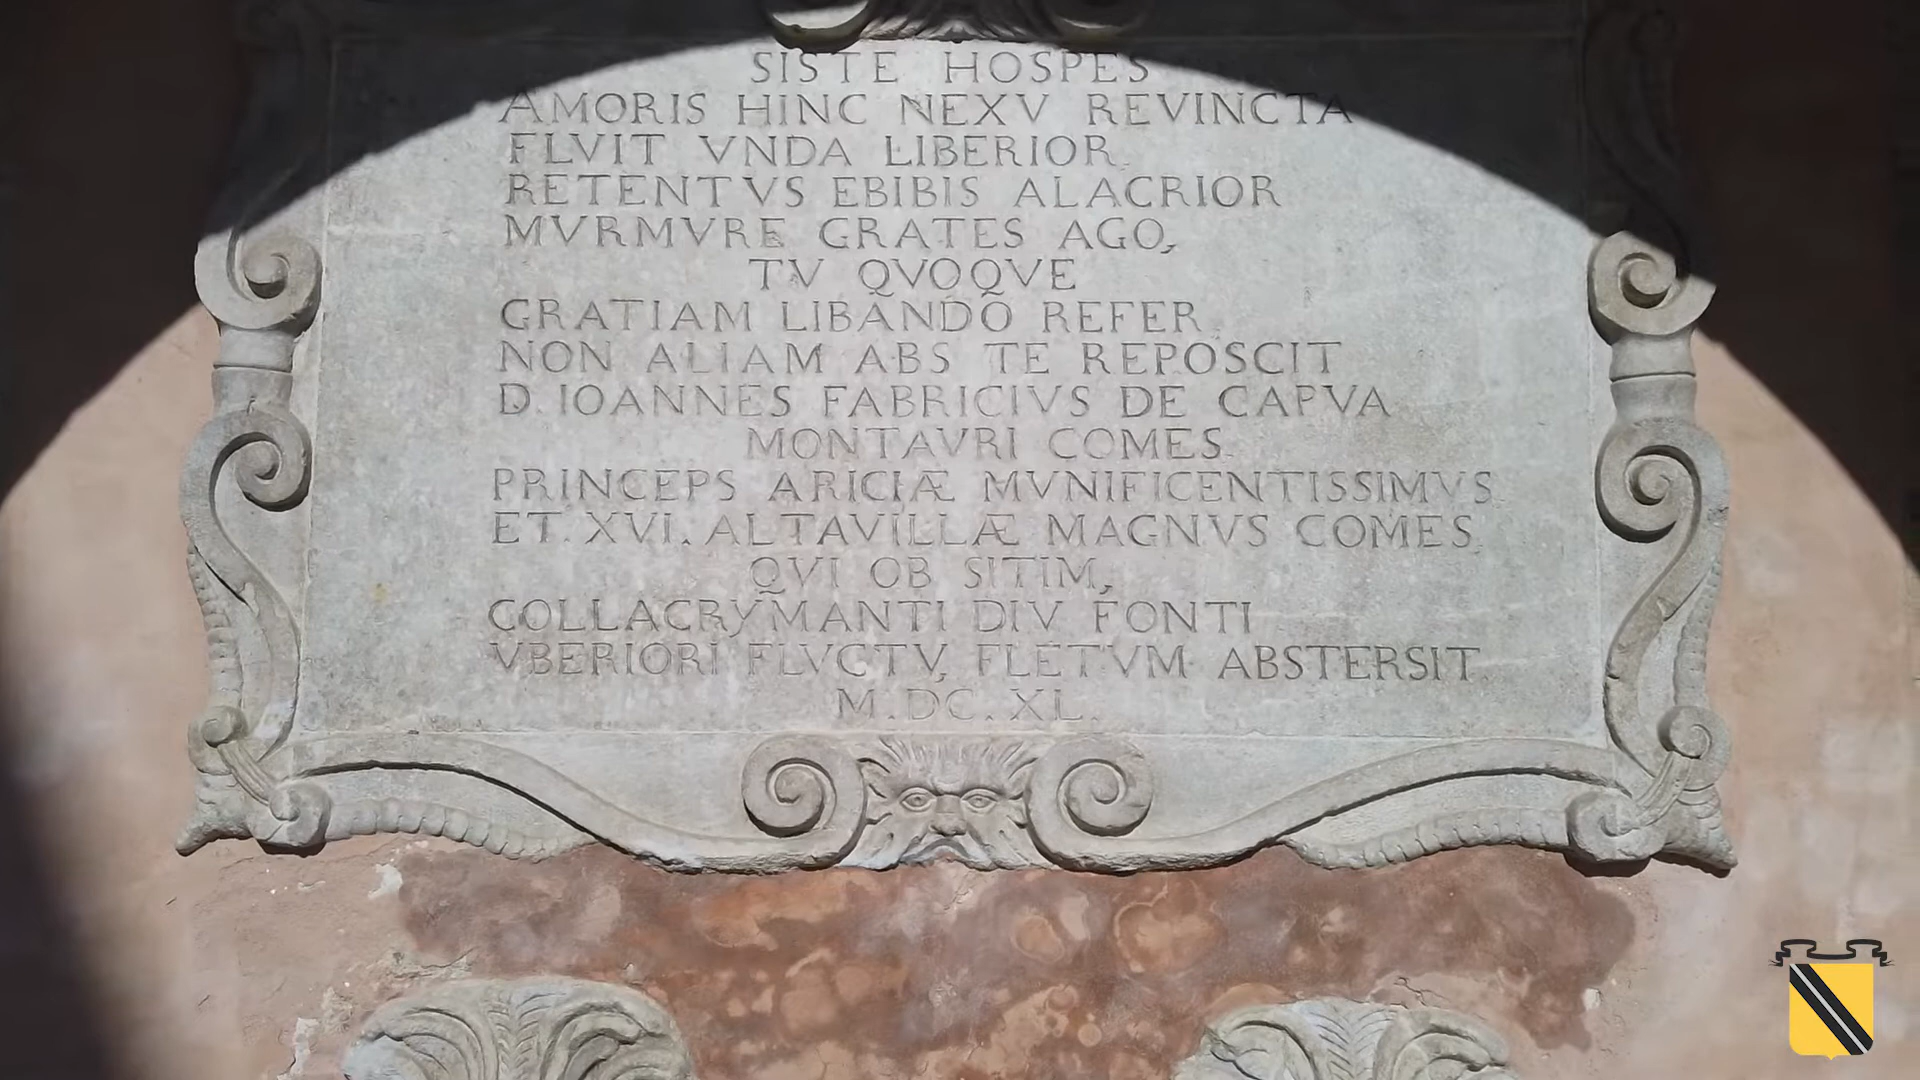 SISTE HOSPES
AMORIS HINC NEXV REVINCTA
FLVIT VNDA LIBERIOR.
RETENTVS EBIBIS ALACRIOR
MVRMVRE GRATES AGO,
TV QVOQVE
GRATIAM LIBANDO REFER.
NON ALIAM ABS TE REPOSCIT
D. IOANNES FABRICIVS DE CAPVA
MONTAVRI COMES.
PRINCEPS ARICIÆ MVNIFICENTISSIMVS.
ET. XVI. ALTAVILLÆ MAGNVS COMES.
QVI OB SITIM,
COLLACRYMANTI DIV FONTI
VBERIORI FLVCTV, FLETVM ABSTERSIT.
M.DC.XL.